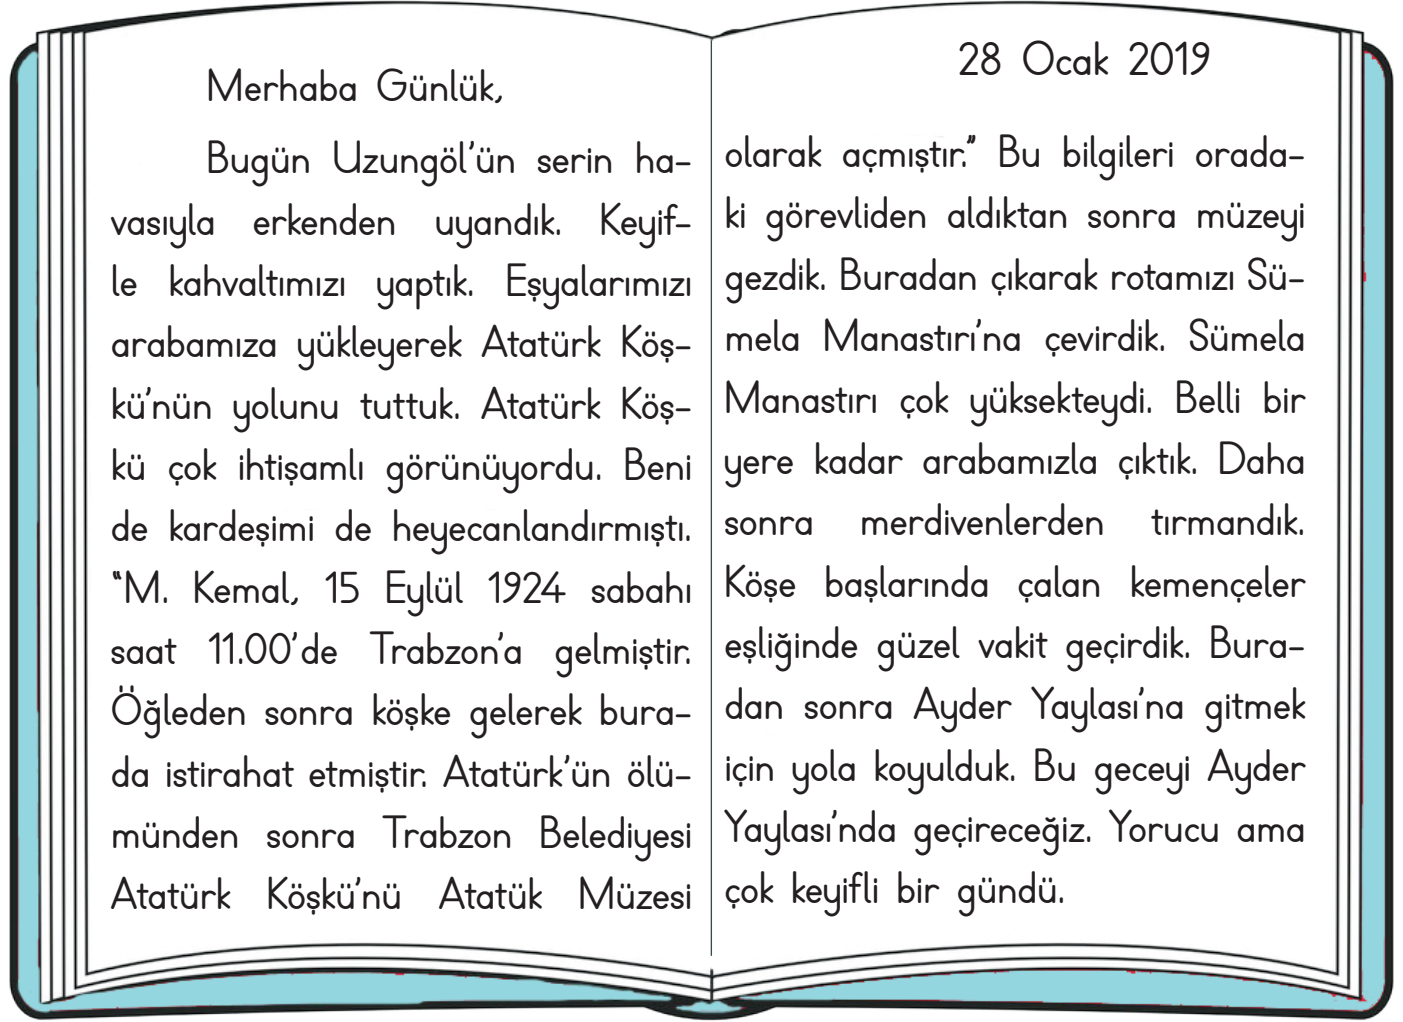 Merhaba Günlük,
Bugün Uzungöl'ün serin ha-
vasıyla erkenden uyandık. Keyif-
le kahvaltımızı yaptık. Eşyalarımızı
arabamıza yükleyerek Atatürk Köş-
kü'nün yolunu tuttuk. Atatürk Köş-
kü çok ihtişamlı görünüyordu. Beni
de kardeşimi de heyecanlandırmıştı.
“M. Kemal, 15 Eylül 1924 sabahı
saat 11.00'de Trabzon'a gelmiştir.
Öğleden sonra köşke gelerek bura-
da istirahat etmiştir. Atatürk'ün ölü-
münden sonra Trabzon Belediyesi
Atatürk Köşkü'nü Atatük Müzesi
28 Ocak 2019
olarak açmıştır.” Bu bilgileri orada-
ki görevliden aldıktan sonra müzeyi
gezdik. Buradan çıkarak rotamızı Sü-
mela Manastırı'na çevirdik. Sümela
Manastırı çok yüksekteydi. Belli bir
yere kadar arabamızla çıktık. Daha
sonra merdivenlerden tırmandık.
Köşe başlarında çalan kemençeler
eşliğinde güzel vakit geçirdik. Bura-
dan sonra Ayder Yaylası'na gitmek
için yola koyulduk. Bu geceyi Ayder
Yaylası'nda geçireceğiz. Yorucu ama
çok keyifli bir gündü.